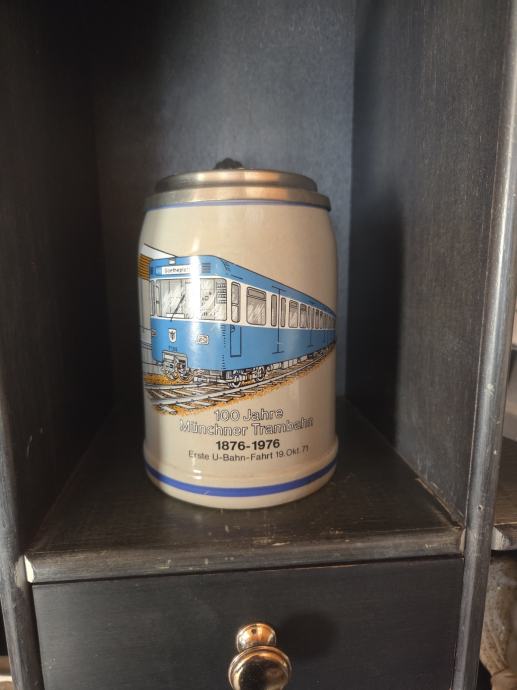 Goetheplatz
100 Jahre
Münchner Trambahn
1876-1976
Erste U-Bahn-Fahrt 19.Okt.71